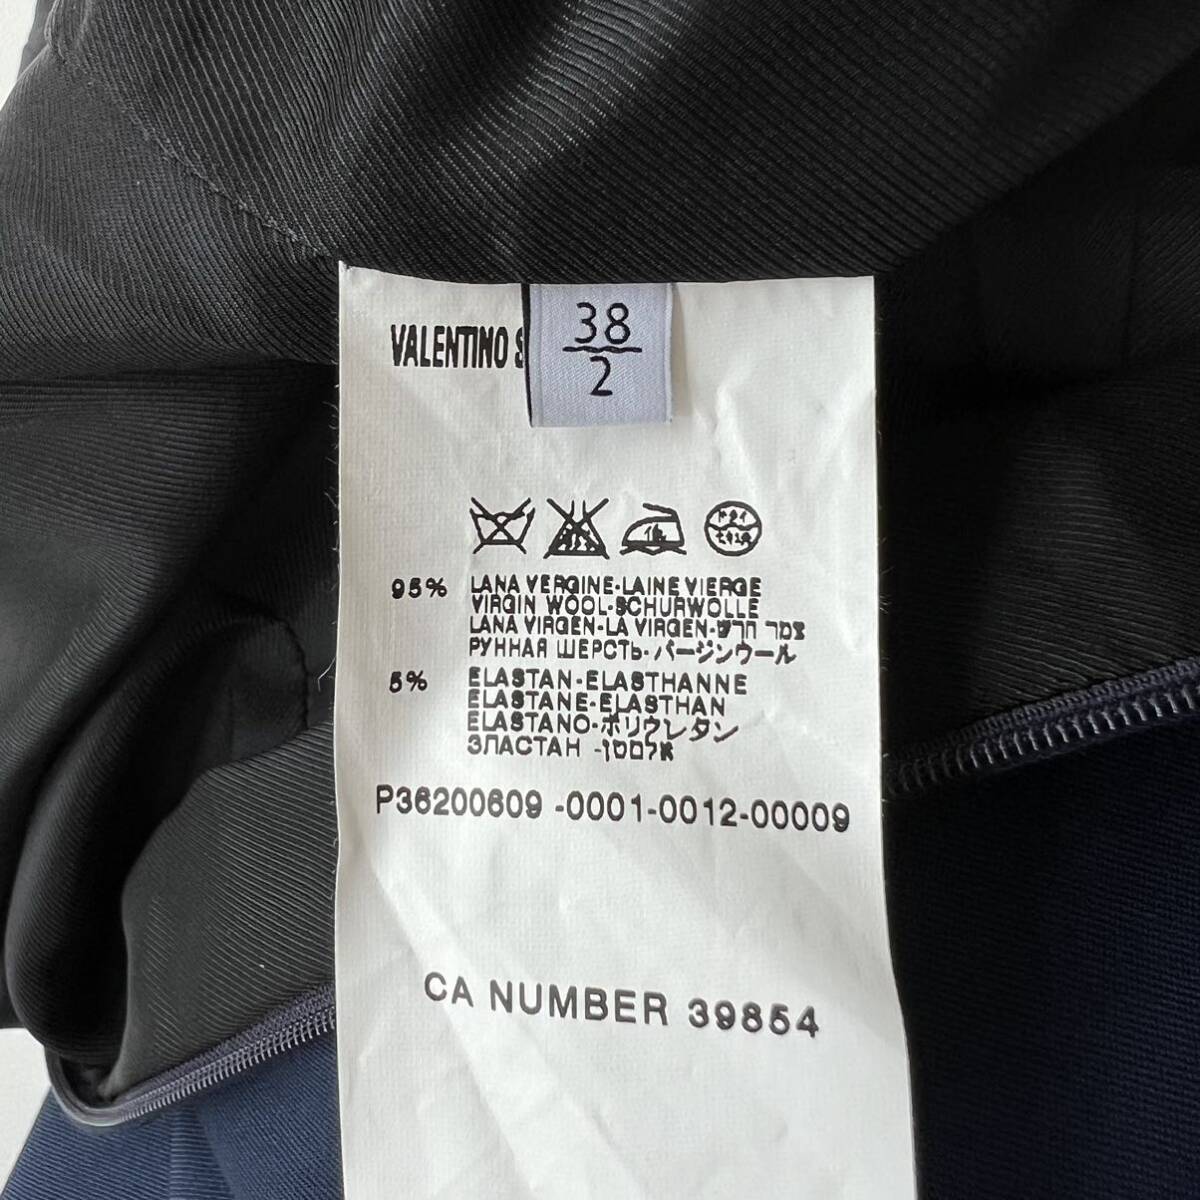 VALENTINO S
38
2
95% LANA VERGINE-LAINE VIERGE
VIRGIN WOOL-SCHURWOLLE
LANA VIRGEN-LA VIRGEN-צמר חדש
РУННАЯ ШЕРСТЬ-バージンウール
5% ELASTAN-ELASTHANNE
ELASTANE-ELASTHAN
ELASTANO-ポリウレタン
ЭЛАСТАН -אלסטן
P36200609 -0001-0012-00009
CA NUMBER 39854